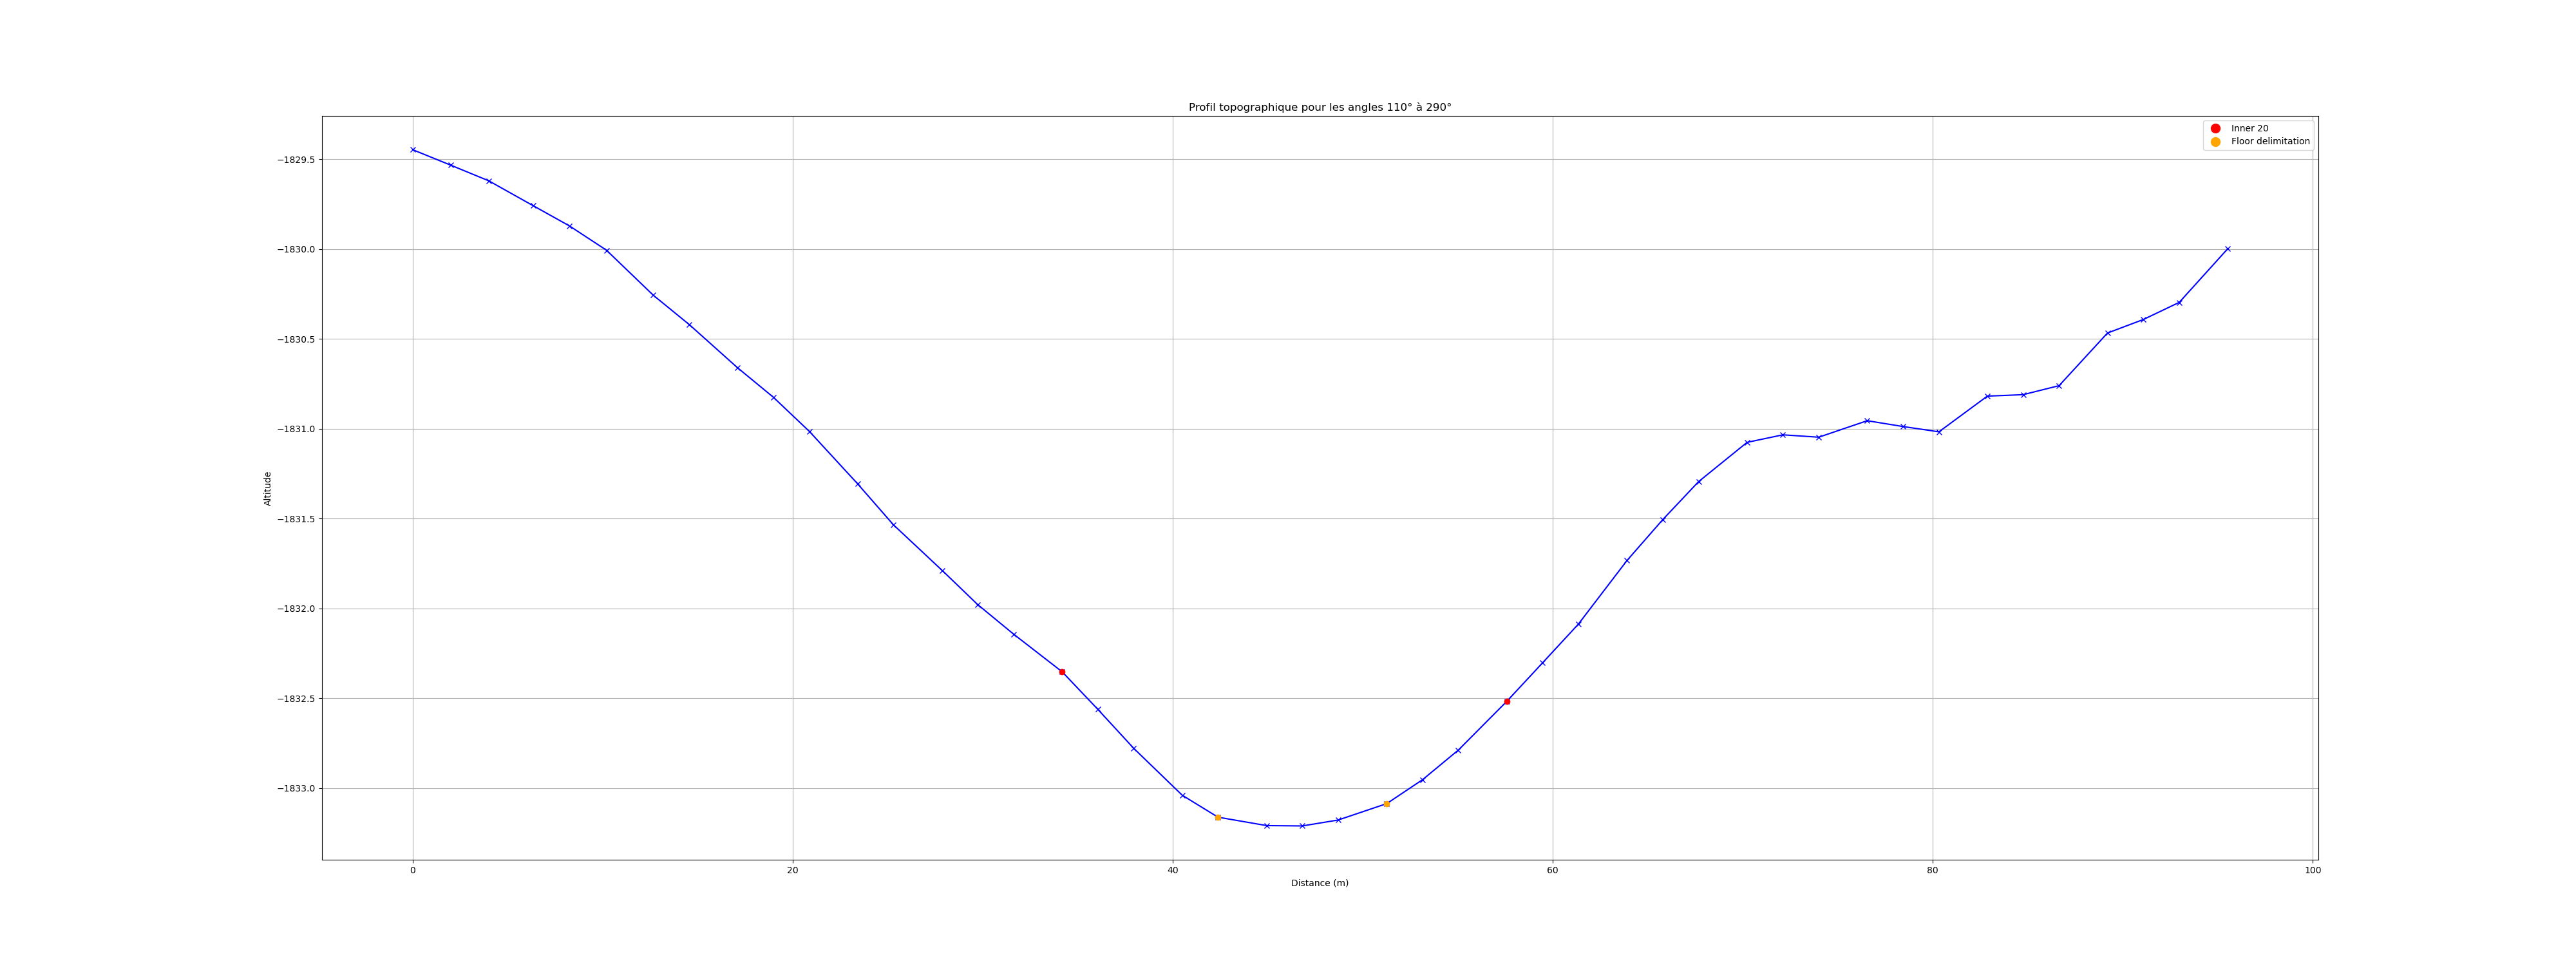 Profil topographique pour les angles 110° à 290°
Inner 20
Floor delimitation
−1829.5
−1830.0
−1830.5
−1831.0
−1831.5
−1832.0
−1832.5
−1833.0
Altitude
0 20 40 60 80 100
Distance (m)